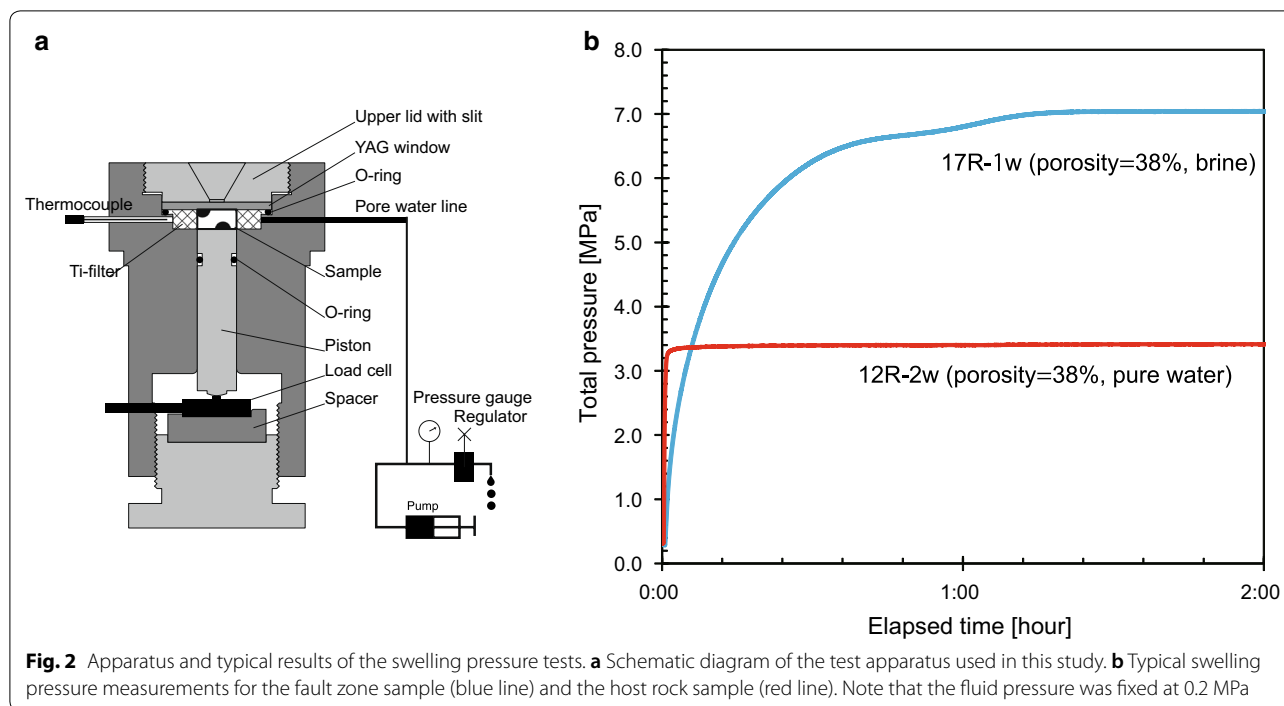 a
Upper lid with slit
YAG window
O-ring
Thermocouple
Pore water line
Ti-filter
Sample
O-ring
Piston
Load cell
Spacer
Pressure gauge
Regulator
Pump
b
8.0
7.0
6.0
5.0
4.0
3.0
2.0
1.0
0.0
Total pressure [MPa]
17R-1w (porosity=38%, brine)
12R-2w (porosity=38%, pure water)
0:00
1:00
2:00
Elapsed time [hour]
Fig. 2 Apparatus and typical results of the swelling pressure tests. a Schematic diagram of the test apparatus used in this study. b Typical swelling
pressure measurements for the fault zone sample (blue line) and the host rock sample (red line). Note that the fluid pressure was fixed at 0.2 MPa